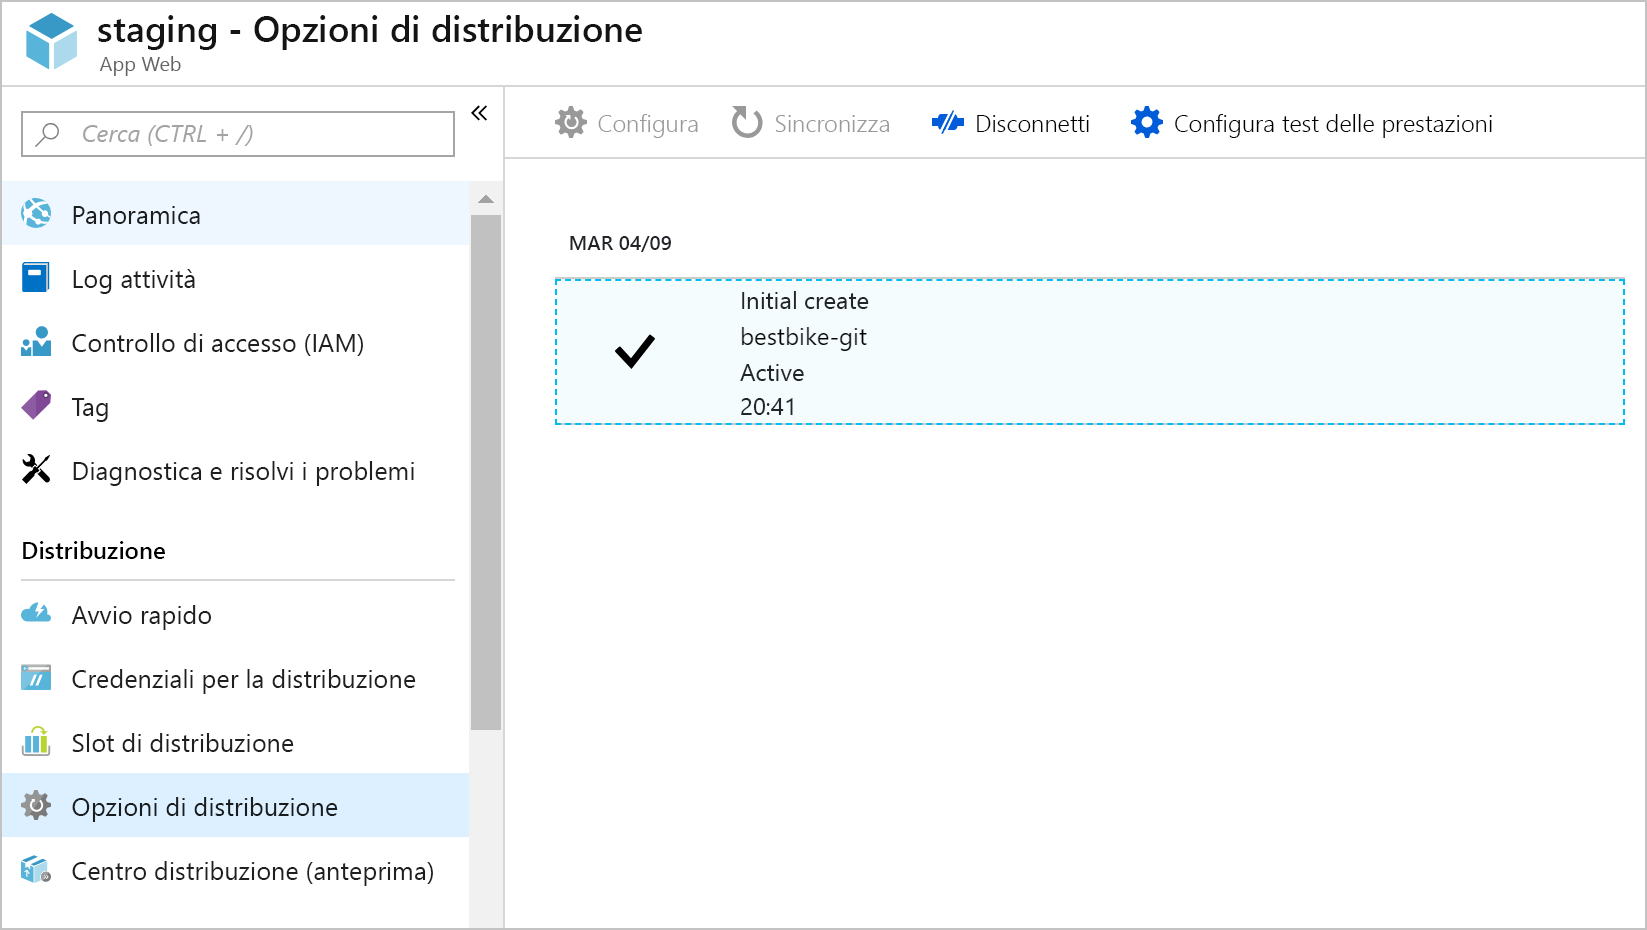 staging - Opzioni di distribuzione
App Web
Cerca (CTRL + /)
Panoramica
Log attività
Controllo di accesso (IAM)
Tag
Diagnostica e risolvi i problemi
Distribuzione
Avvio rapido
Credenziali per la distribuzione
Slot di distribuzione
Opzioni di distribuzione
Centro distribuzione (anteprima)
Configura
Sincronizza
Disconnetti
Configura test delle prestazioni
MAR 04/09
Initial create
bestbike-git
Active
20:41